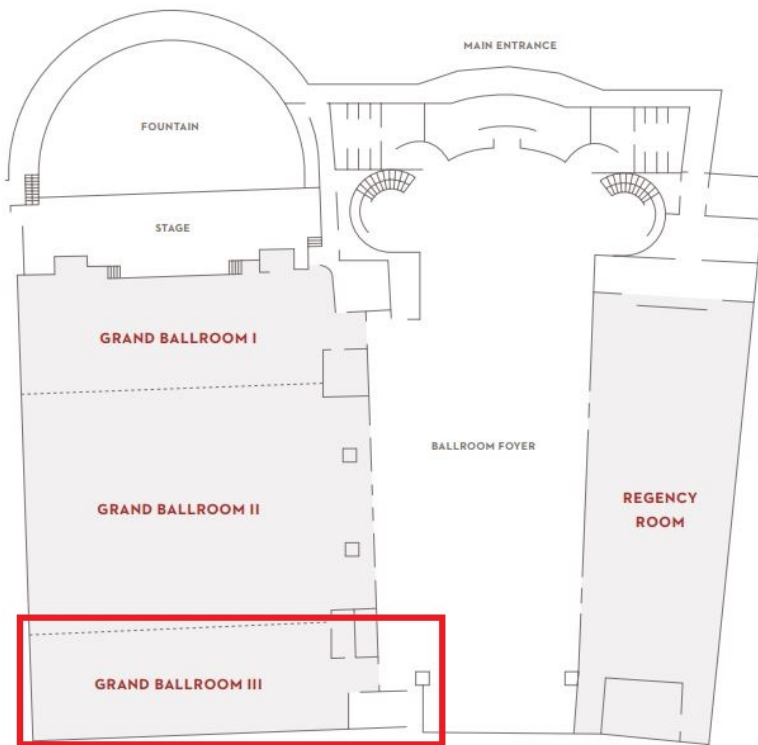 MAIN ENTRANCE
FOUNTAIN
STAGE
GRAND BALLROOM I
BALLROOM FOYER
GRAND BALLROOM II
REGENCY
ROOM
GRAND BALLROOM III